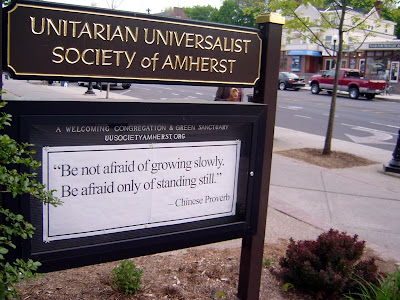 UNITARIAN UNIVERSALIST
SOCIETY of AMHERST
A WELCOMING CONGREGATION & GREEN SANCTUARY
UUSOCIETYAMHERST.ORG
“Be not afraid of growing slowly.
Be afraid only of standing still.”
– Chinese Proverb